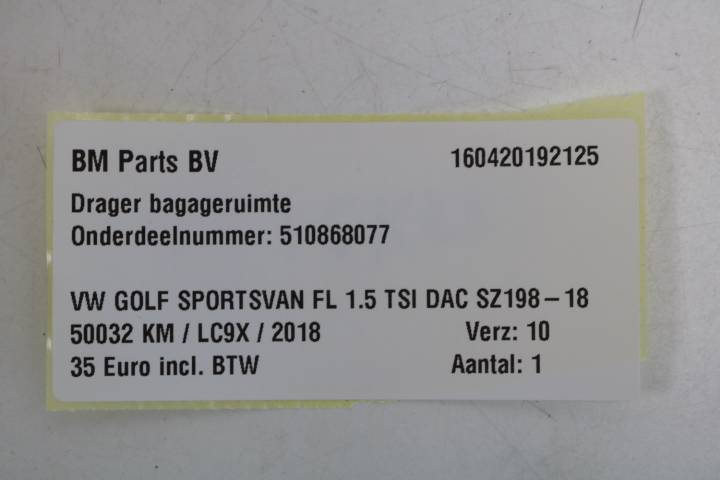 BM Parts BV 160420192125
Drager bagageruimte
Onderdeelnummer: 510868077
VW GOLF SPORTSVAN FL 1.5 TSI DAC SZ198-18
50032 KM / LC9X / 2018 Verz: 10
35 Euro incl. BTW Aantal: 1